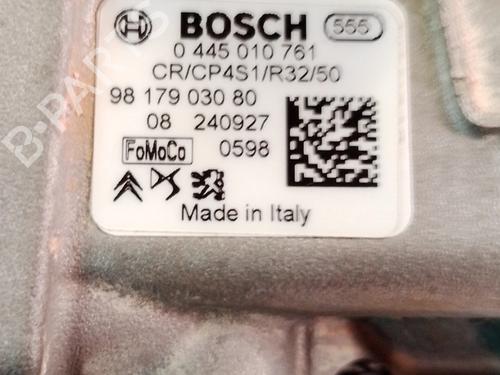 BOSCH 555
0 445 010 761
CR/CP4S1/R32/50
98 179 030 80
08 240927
FoMoCo 0598
Made in Italy
B-PARTS